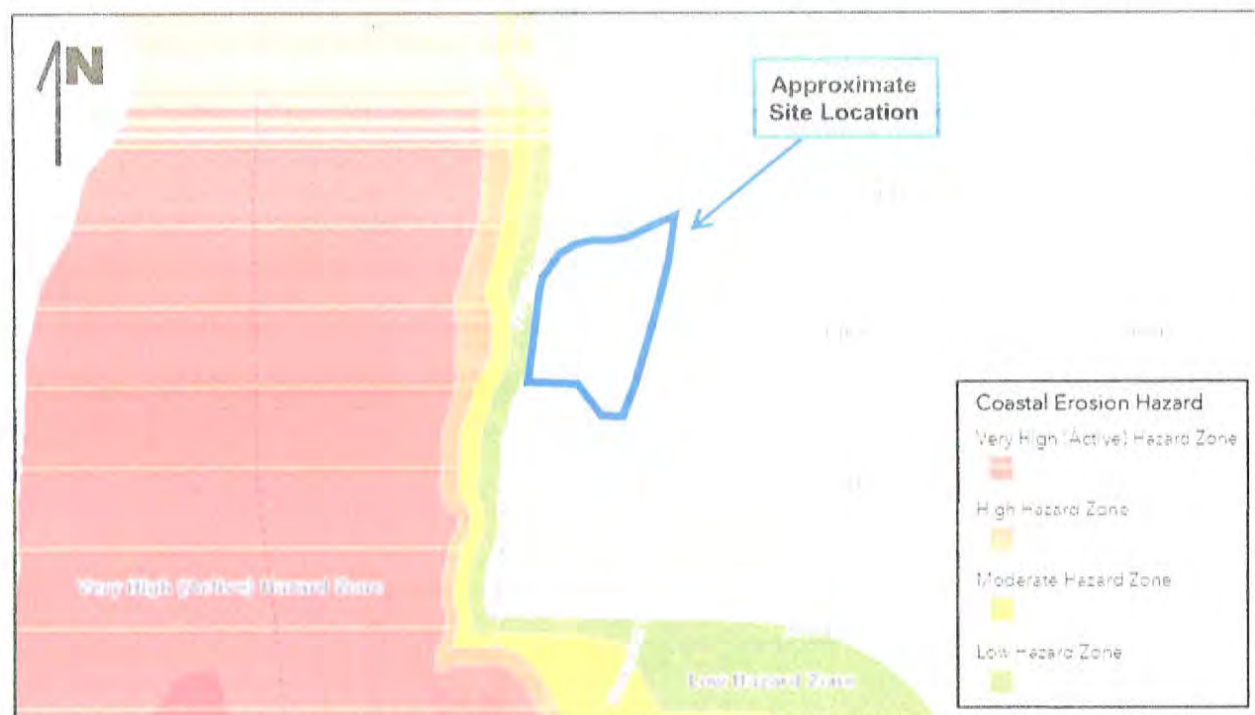 N
Approximate
Site Location
Coastal Erosion Hazard
Very High (Active) Hazard Zone
High Hazard Zone
Moderate Hazard Zone
Low Hazard Zone
Very High (Active) Hazard Zone
Low Hazard Zone